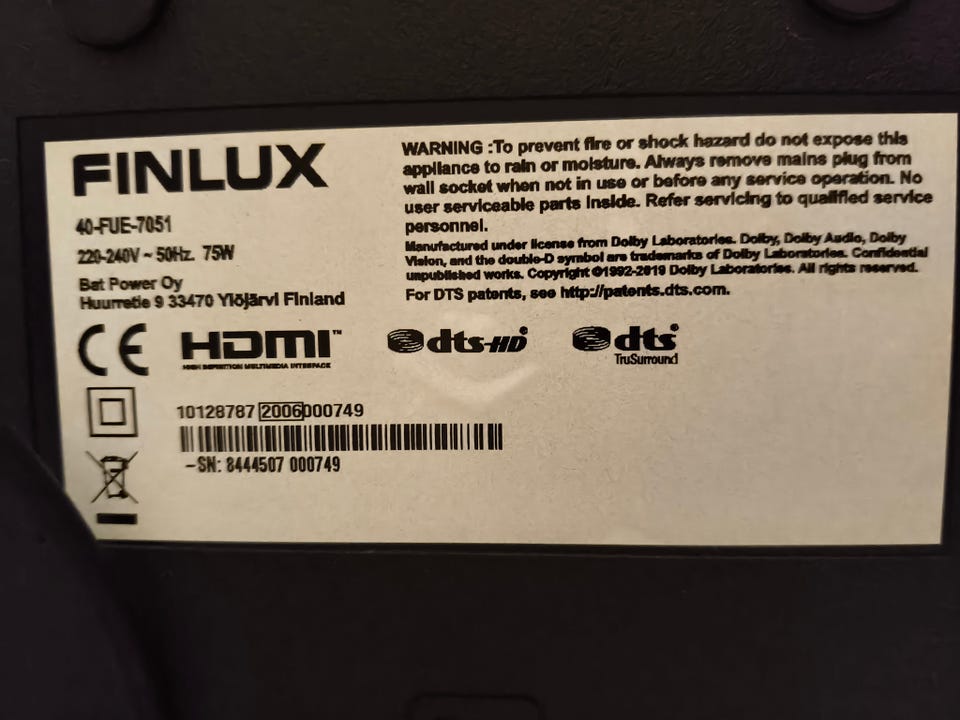 FINLUX
40-FUE-7051
220-240V ~ 50Hz. 75W
Bat Power Oy
Huurretie 9 33470 Ylöjärvi Finland
WARNING :To prevent fire or shock hazard do not expose this
appliance to rain or moisture. Always remove mains plug from
wall socket when not in use or before any service operation. No
user serviceable parts inside. Refer servicing to qualified service
personnel.
Manufactured under license from Dolby Laboratories. Dolby, Dolby Audio, Dolby
Vision, and the double-D symbol are trademarks of Dolby Laboratories. Confidential
unpublished works. Copyright ©1992-2019 Dolby Laboratories. All rights reserved.
For DTS patents, see http://patents.dts.com.
CE
HDMI™
HIGH DEFINITION MULTIMEDIA INTERFACE
dts-HD
dts
TruSurround
10128787 2006000749
-SN: 8444507 000749